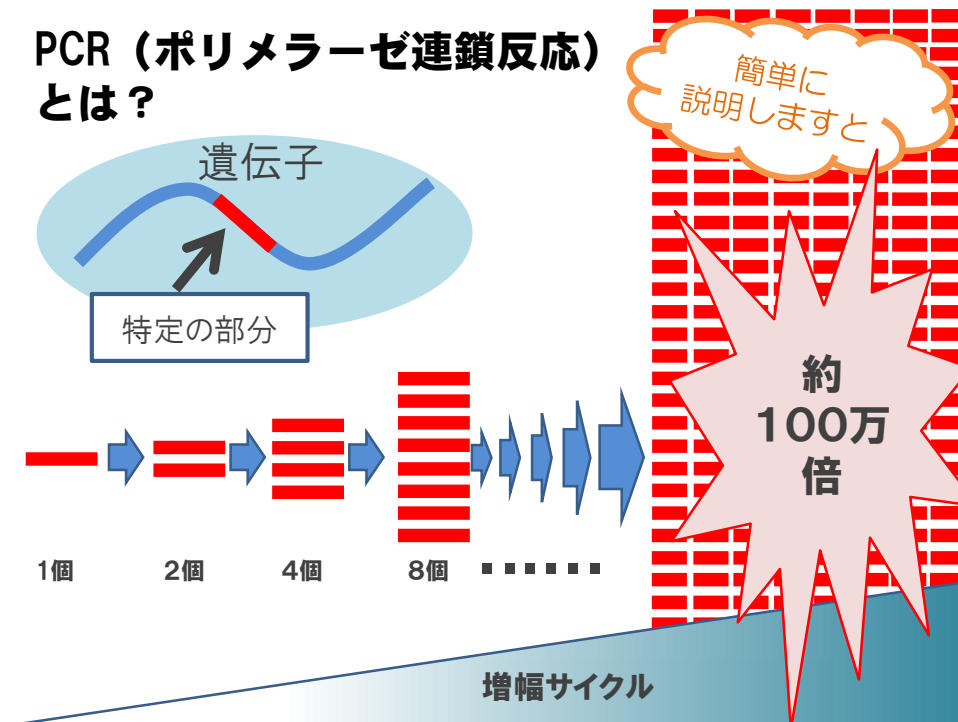 PCR（ポリメラーゼ連鎖反応）
とは？
簡単に
説明しますと
遺伝子
特定の部分
約
100万
倍
1個
2個
4個
8個
増幅サイクル